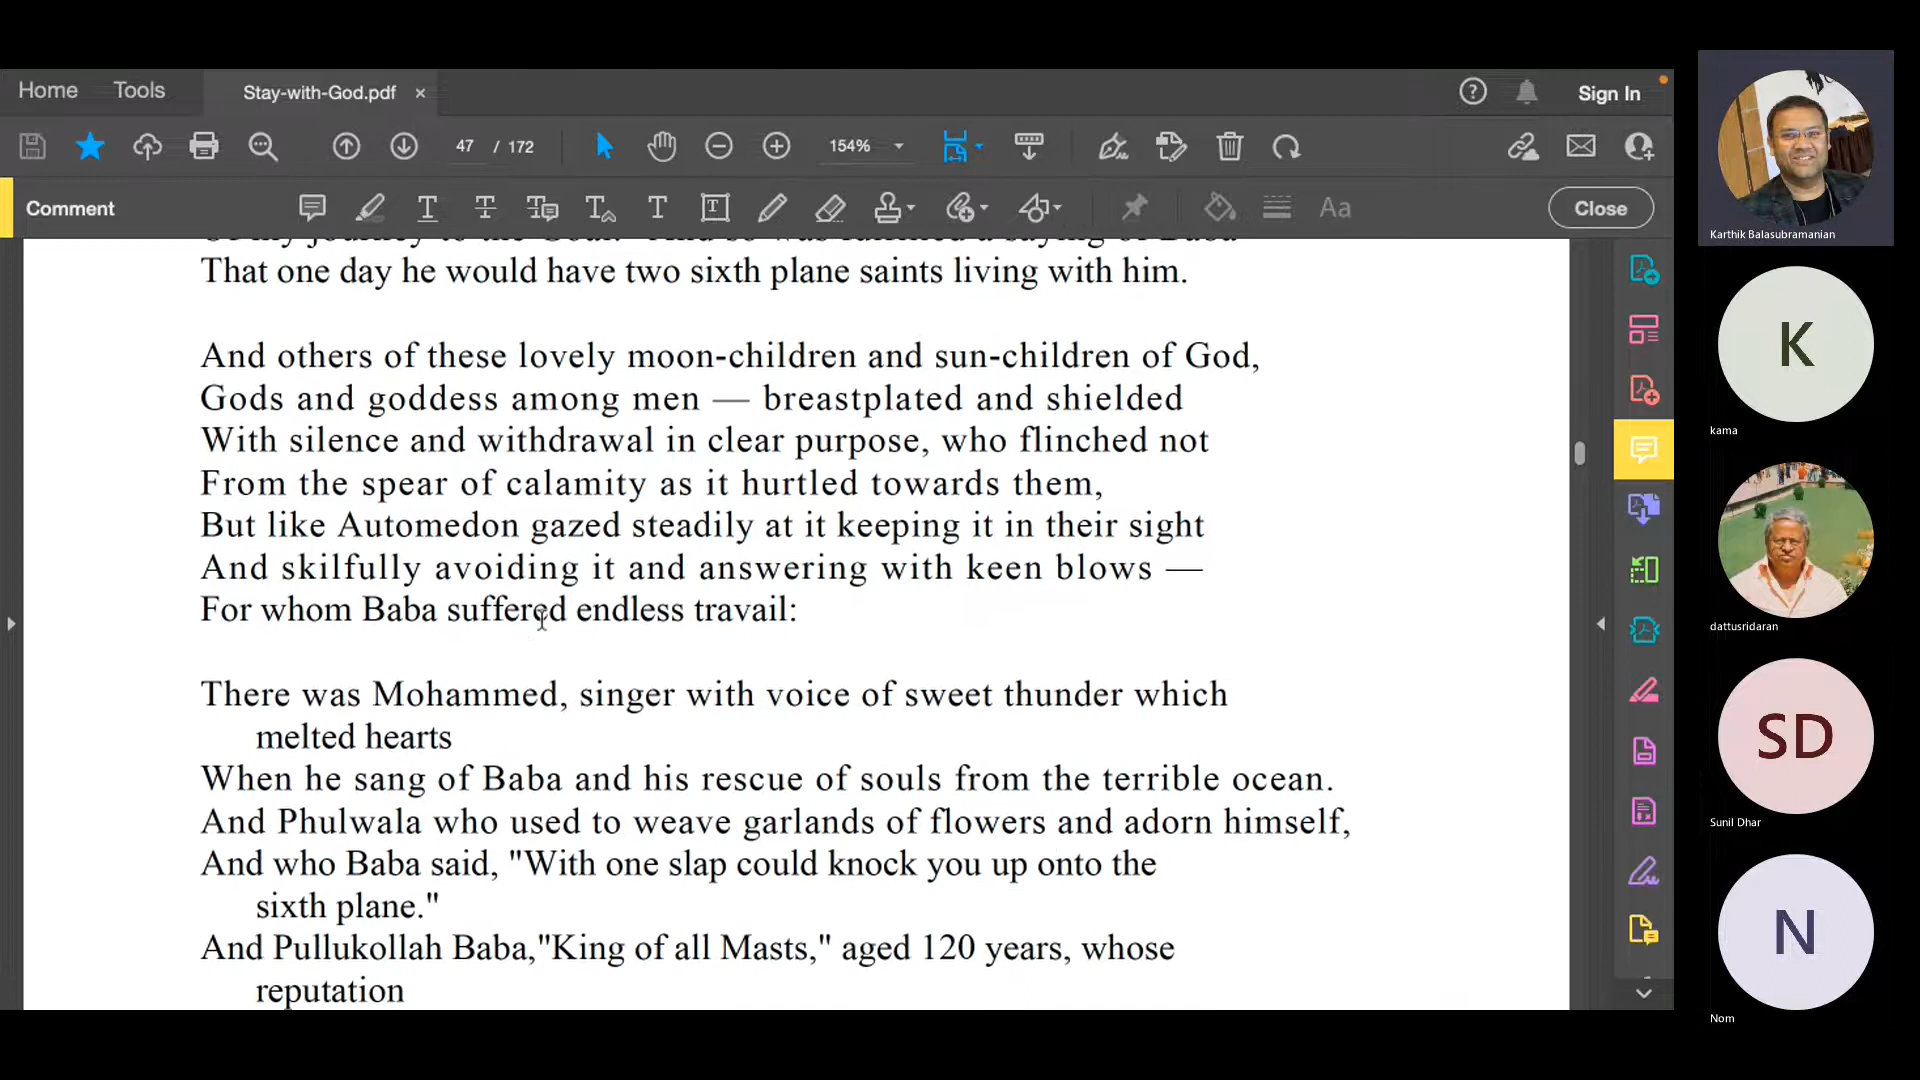 Home Tools Stay-with-God.pdf × Sign In
47 / 172 154%
Comment Close
That one day he would have two sixth plane saints living with him.
And others of these lovely moon-children and sun-children of God,
Gods and goddess among men — breastplated and shielded
With silence and withdrawal in clear purpose, who flinched not
From the spear of calamity as it hurtled towards them,
But like Automedon gazed steadily at it keeping it in their sight
And skilfully avoiding it and answering with keen blows —
For whom Baba suffered endless travail:
There was Mohammed, singer with voice of sweet thunder which
melted hearts
When he sang of Baba and his rescue of souls from the terrible ocean.
And Phulwala who used to weave garlands of flowers and adorn himself,
And who Baba said, "With one slap could knock you up onto the
sixth plane."
And Pullukollah Baba,"King of all Masts," aged 120 years, whose
reputation
Karthik Balasubramanian
K
kama
dattusridaran
SD
Sunil Dhar
N
Nom